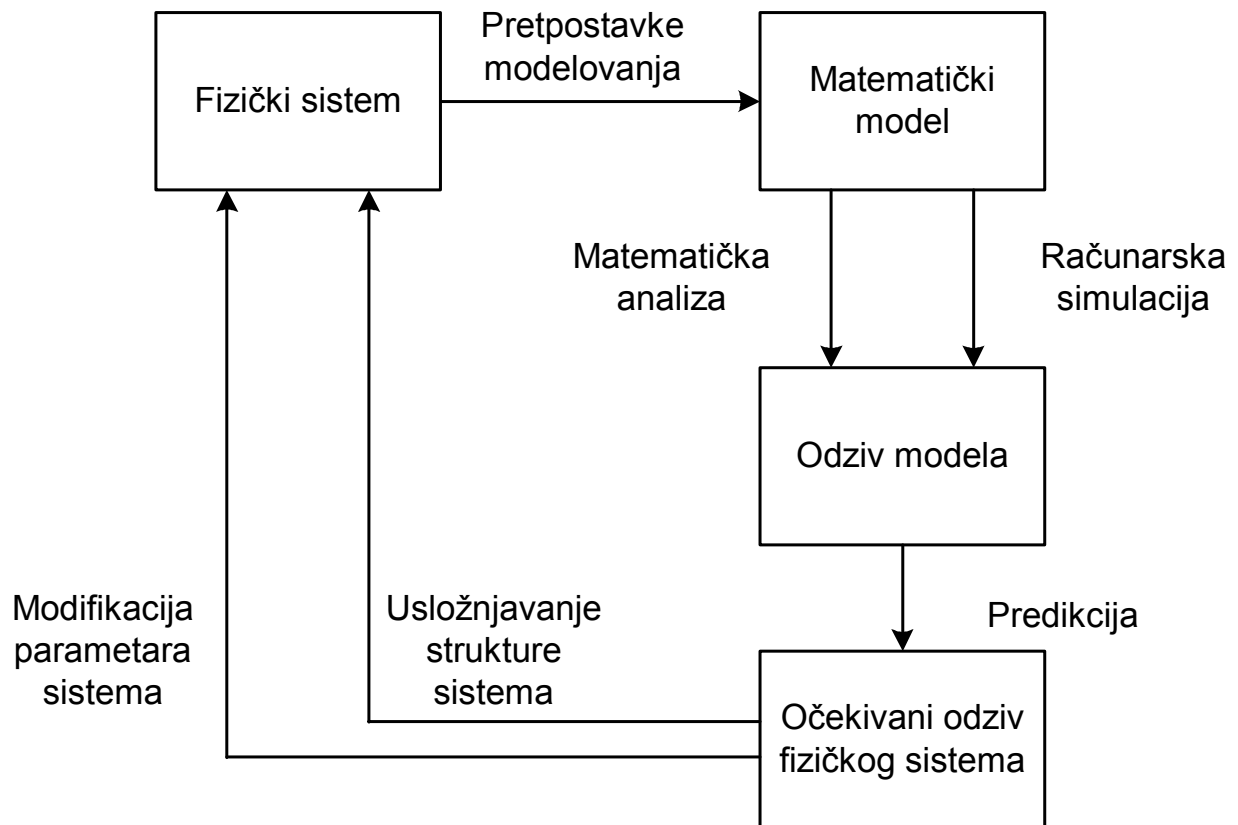 Fizički sistem
Pretpostavke
modelovanja
Matematički
model
Matematička
analiza
Računarska
simulacija
Odziv modela
Predikcija
Očekivani odziv
fizičkog sistema
Usložnjavanje
strukture
sistema
Modifikacija
parametara
sistema